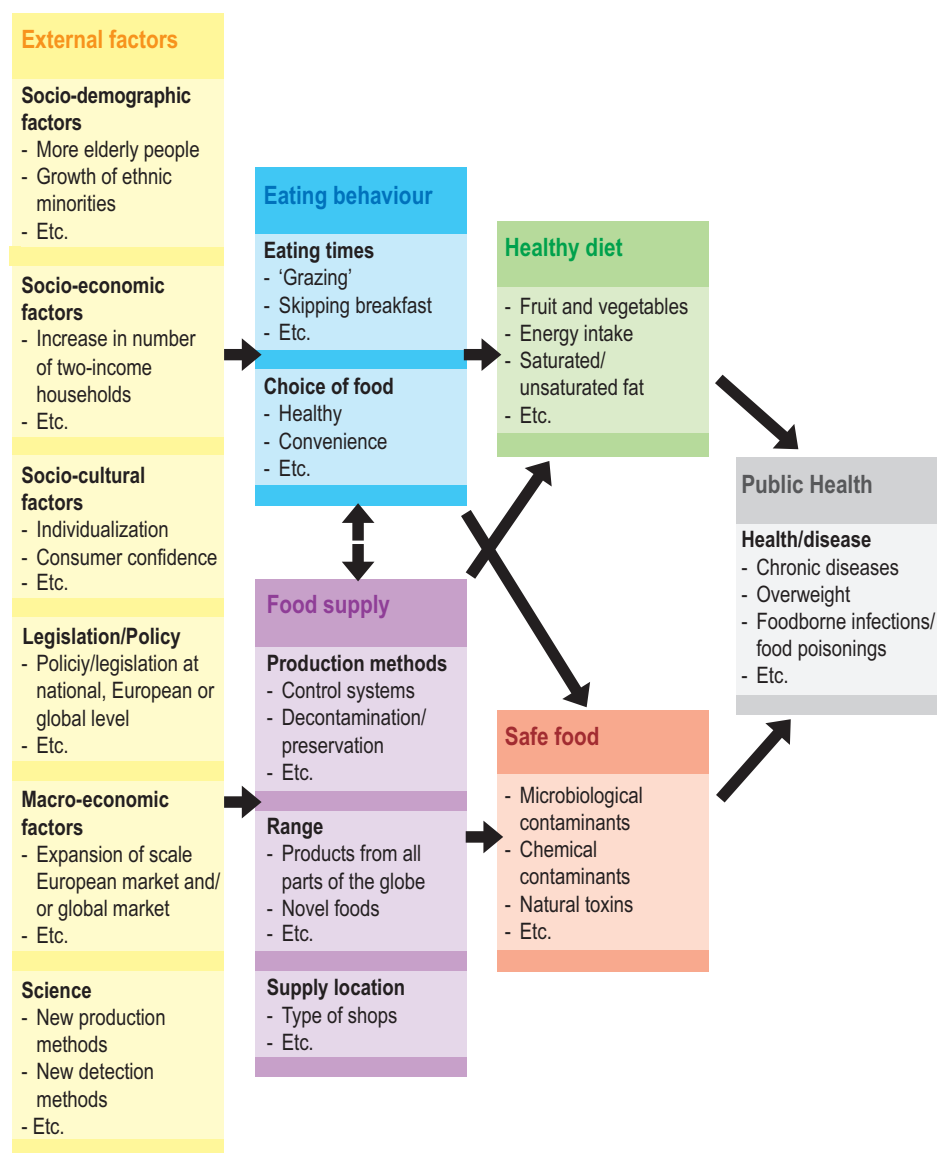 External factors
Socio-demographic
factors
- More elderly people
- Growth of ethnic
minorities
- Etc.
Socio-economic
factors
- Increase in number
of two-income
households
- Etc.
Socio-cultural
factors
- Individualization
- Consumer confidence
- Etc.
Legislation/Policy
- Policiy/legislation at
national, European or
global level
- Etc.
Macro-economic
factors
- Expansion of scale
European market and/
or global market
- Etc.
Science
- New production
methods
- New detection
methods
- Etc.
Eating behaviour
Eating times
- ‘Grazing’
- Skipping breakfast
- Etc.
Choice of food
- Healthy
- Convenience
- Etc.
Food supply
Production methods
- Control systems
- Decontamination/
preservation
- Etc.
Range
- Products from all
parts of the globe
- Novel foods
- Etc.
Supply location
- Type of shops
- Etc.
Healthy diet
- Fruit and vegetables
- Energy intake
- Saturated/
unsaturated fat
- Etc.
Safe food
- Microbiological
contaminants
- Chemical
contaminants
- Natural toxins
- Etc.
Public Health
Health/disease
- Chronic diseases
- Overweight
- Foodborne infections/
food poisonings
- Etc.